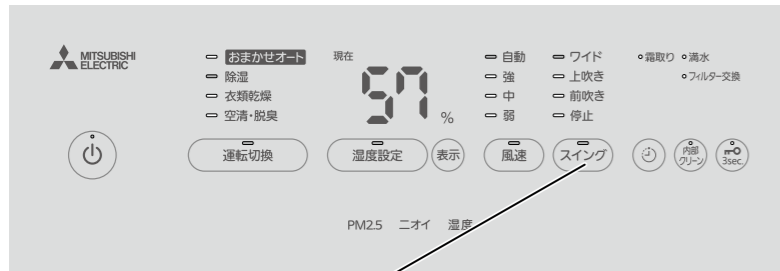 MITSUBISHI
ELECTRIC
おまかせオート
除湿
衣類乾燥
空清・脱臭
現在
57
%
自動
強
中
弱
ワイド
上吹き
前吹き
停止
霜取り 満水
フィルター交換
運転切換
湿度設定
表示
風速
スイング
内部
クリーン
3sec.
PM2.5 ニオイ 湿度